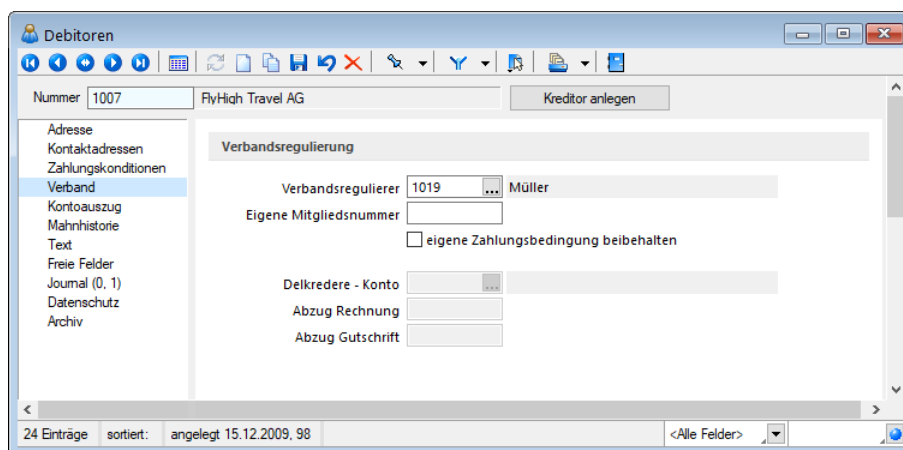 Debitoren
Nummer 1007 FlyHigh Travel AG Kreditor anlegen
Adresse
Kontaktadressen
Zahlungskonditionen
Verband
Kontoauszug
Mahnhistorie
Text
Freie Felder
Journal (0, 1)
Datenschutz
Archiv
Verbandsregulierung
Verbandsregulierer 1019 ... Müller
Eigene Mitgliedsnummer
eigene Zahlungsbedingung beibehalten
Delkredere - Konto ...
Abzug Rechnung
Abzug Gutschrift
24 Einträge sortiert: angelegt 15.12.2009, 98 <Alle Felder>